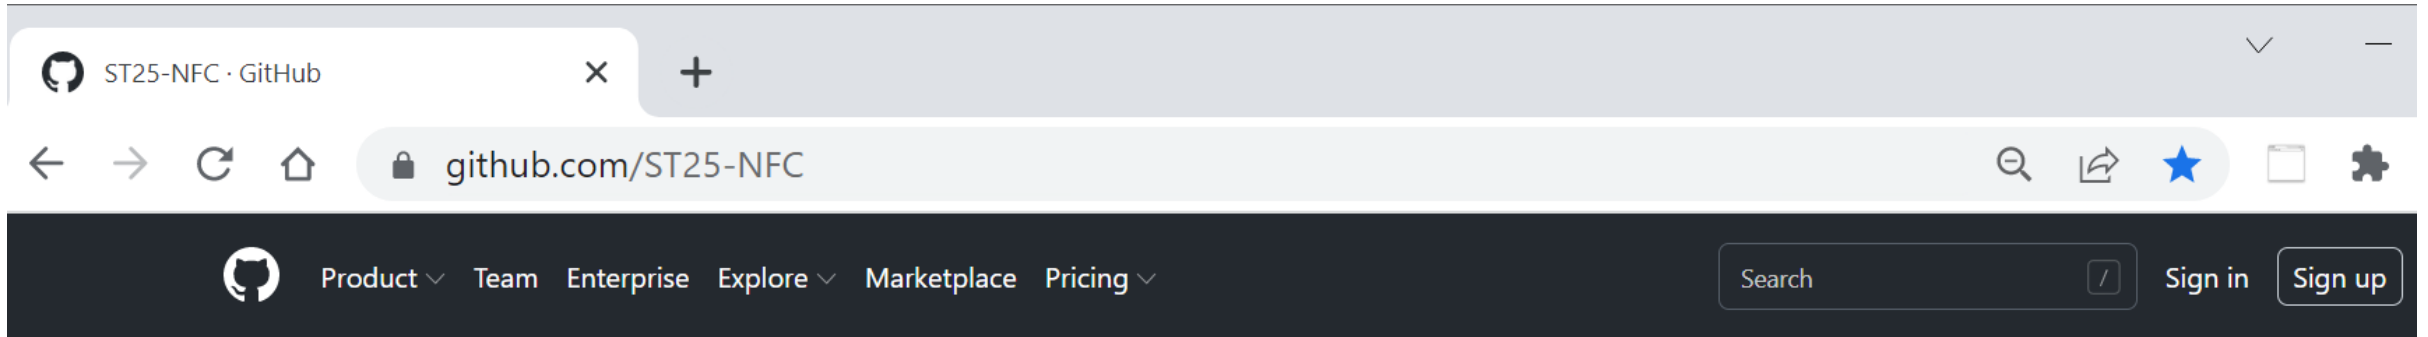 ST25-NFC · GitHub
github.com/ST25-NFC
Product Team Enterprise Explore Marketplace Pricing Search / Sign in Sign up